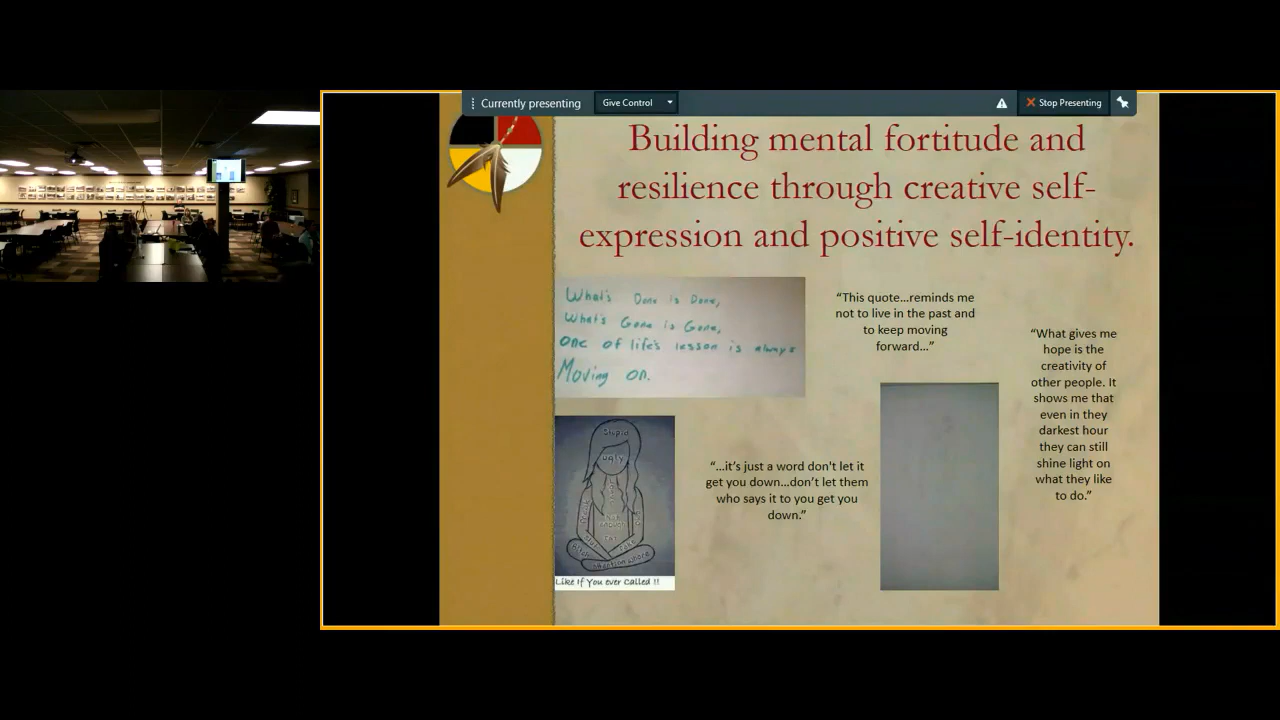 Currently presenting
Give Control
Stop Presenting
Building mental fortitude and
resilience through creative self-
expression and positive self-identity.
What's Done is Done,
What's Gone is Gone,
One of life's lesson is always
Moving on.
“This quote...reminds me
not to live in the past and
to keep moving
forward...”
“What gives me
hope is the
creativity of
other people. It
shows me that
even in they
darkest hour
they can still
shine light on
what they like
to do.”
Stupid
ugly
Like If You ever Called !!
“...it's just a word don't let it
get you down...don’t let them
who says it to you get you
down.”